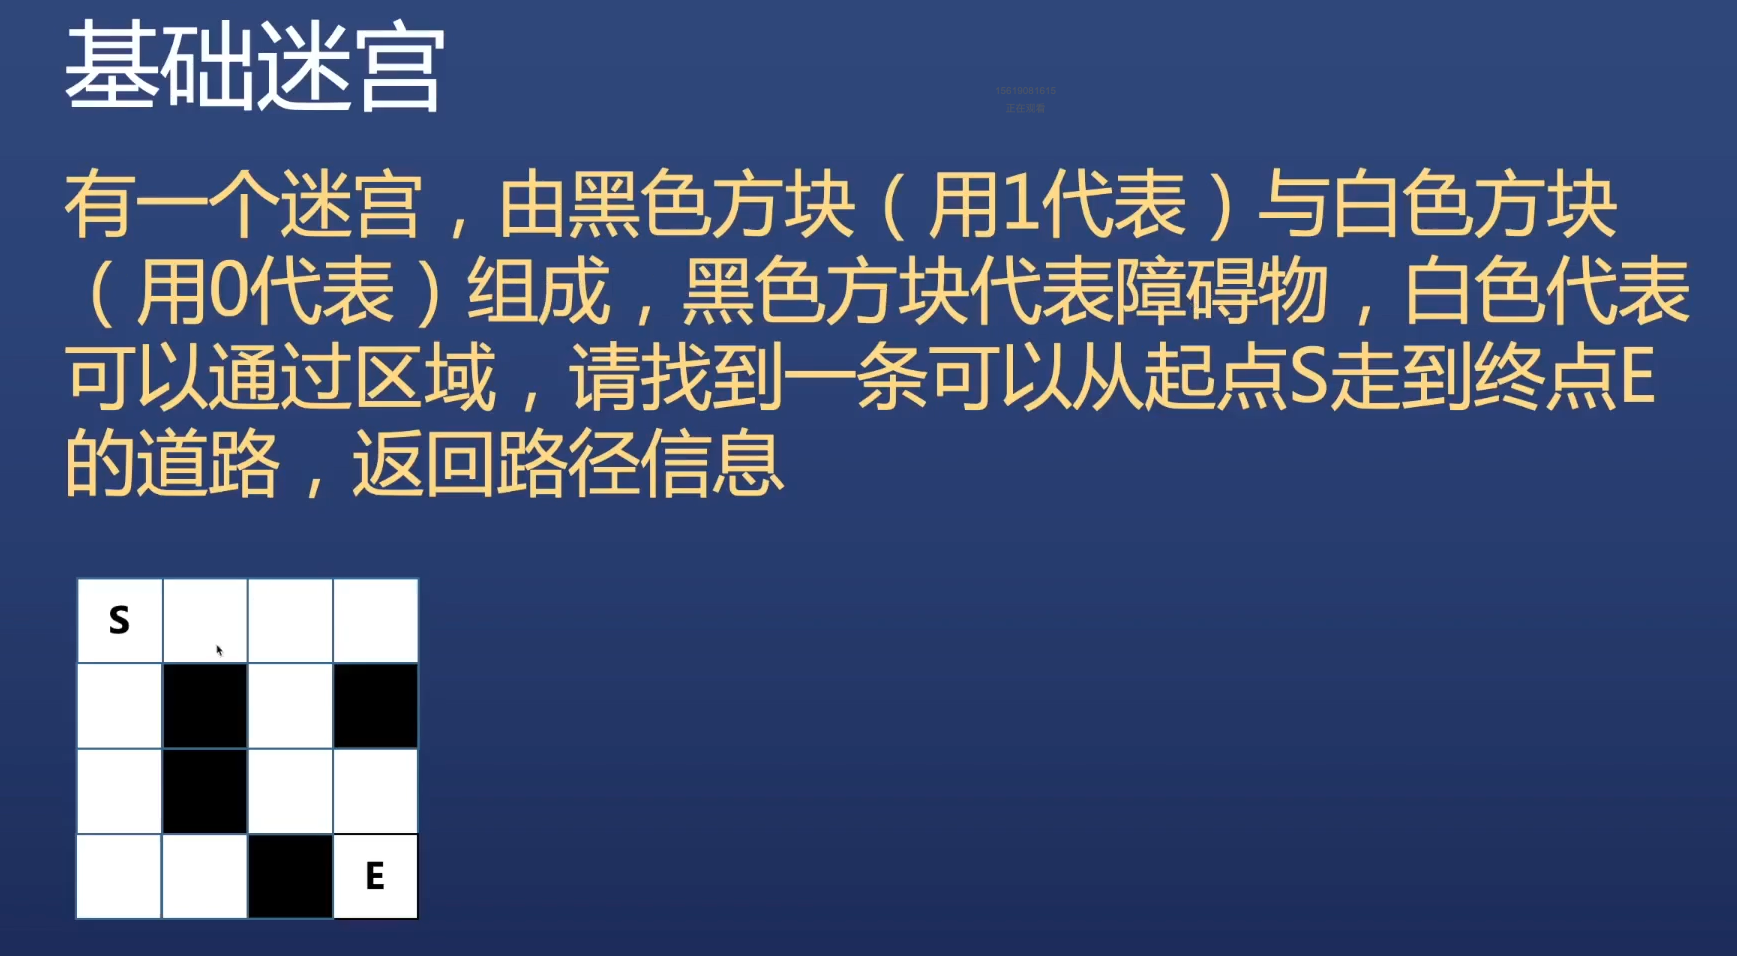 基础迷宫
有一个迷宫，由黑色方块（用1代表）与白色方块
（用0代表）组成，黑色方块代表障碍物，白色代表
可以通过区域，请找到一条可以从起点S走到终点E
的道路，返回路径信息
S
E